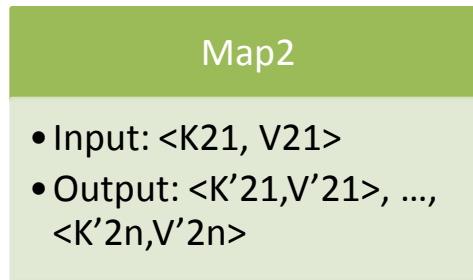 Map2
• Input: <K21, V21>
• Output: <K’21,V’21>, …,
<K’2n,V’2n>